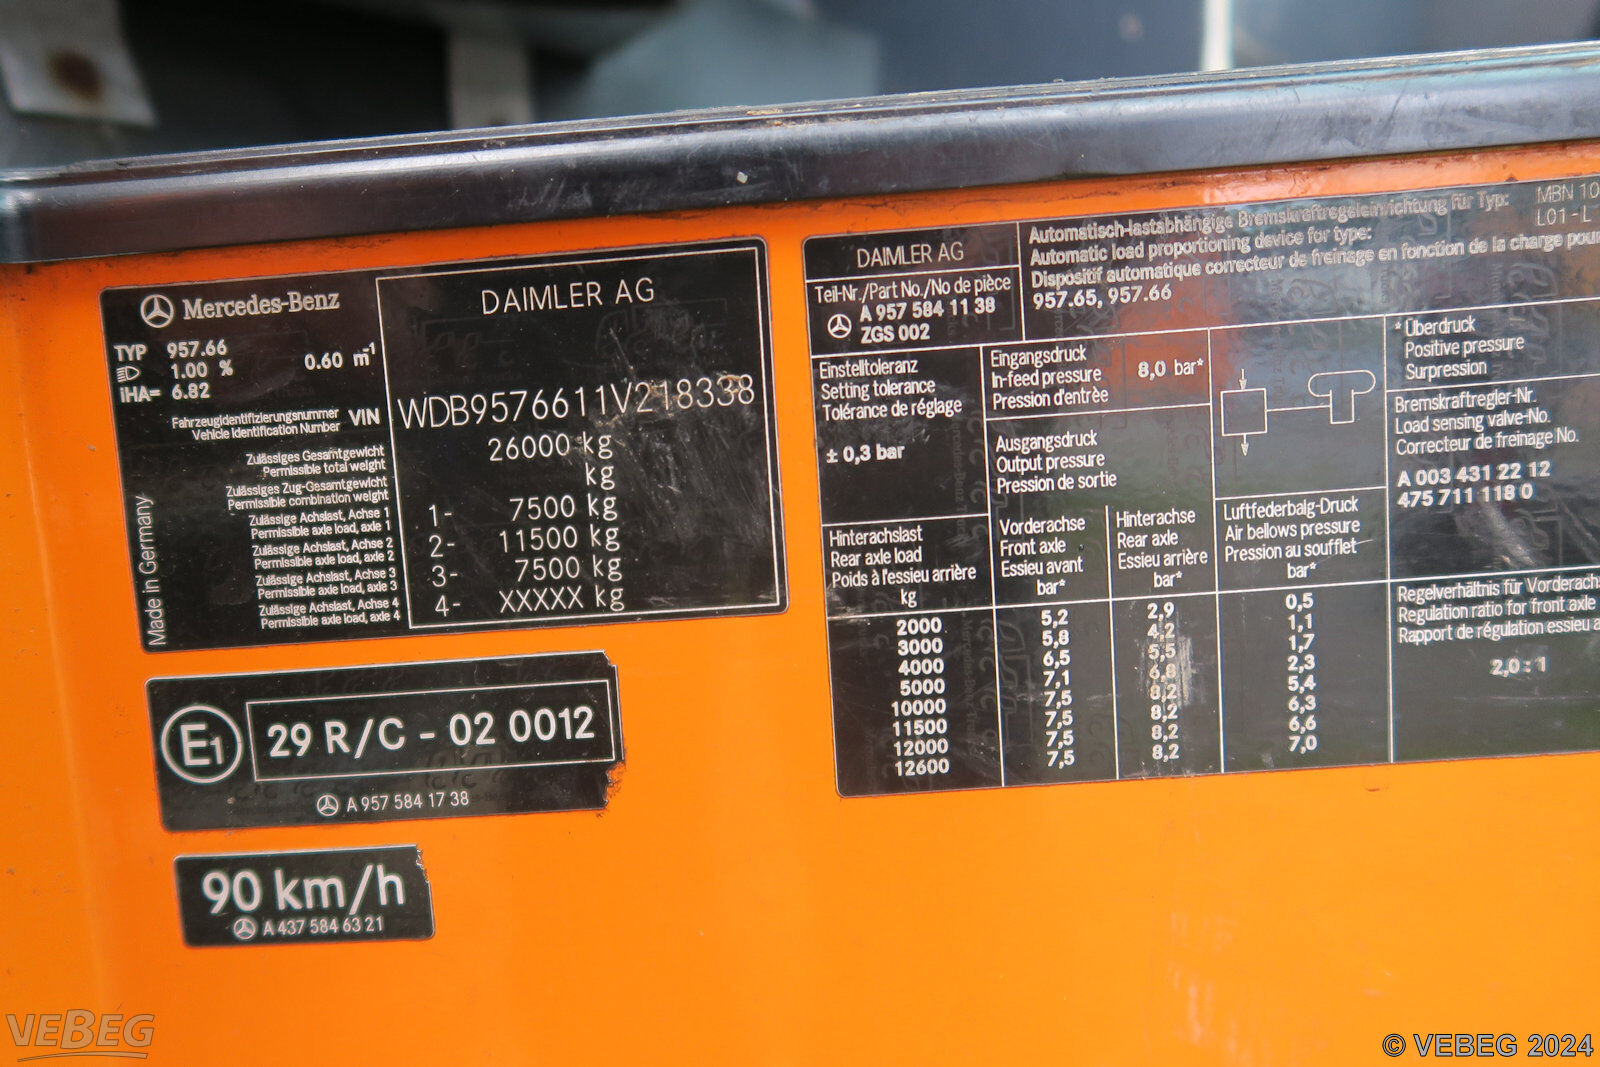 Mercedes-Benz
TYP 957.66
1.00 % 0.60 m⁻¹
iHA= 6.82
Fahrzeugidentifizierungsnummer
Vehicle Identification Number VIN
Zulässiges Gesamtgewicht
Permissible total weight
Zulässiges Zug-Gesamtgewicht
Permissible combination weight
Zulässige Achslast, Achse 1
Permissible axle load, axle 1
Zulässige Achslast, Achse 2
Permissible axle load, axle 2
Zulässige Achslast, Achse 3
Permissible axle load, axle 3
Zulässige Achslast, Achse 4
Permissible axle load, axle 4
Made in Germany
DAIMLER AG
WDB9576611V218338
26000 kg
kg
1- 7500 kg
2- 11500 kg
3- 7500 kg
4- XXXXX kg
E1
29 R/C - 02 0012
A 957 584 17 38
90 km/h
A 437 584 63 21
DAIMLER AG
Teil-Nr./Part No./No de pièce
A 957 584 11 38
ZGS 002
Automatisch-lastabhängige Bremskraftregeleinrichtung für Typ:
Automatic load proportioning device for type:
Dispositif automatique correcteur de freinage en fonction de la charge pour
957.65, 957.66
MBN 10
L01-L
Einstelltoleranz
Setting tolerance
Tolérance de réglage
± 0,3 bar
Eingangsdruck
In-feed pressure 8,0 bar*
Pression d'entrée
Ausgangsdruck
Output pressure
Pression de sortie
* Überdruck
Positive pressure
Surpression
Bremskraftregler-Nr.
Load sensing valve-No.
Correcteur de freinage No.
A 003 431 22 12
475 711 118 0
Hinterachslast
Rear axle load
Poids à l'essieu arrière
kg
Vorderachse
Front axle
Essieu avant
bar*
Hinterachse
Rear axle
Essieu arrière
bar*
Luftfederbalg-Druck
Air bellows pressure
Pression au soufflet
bar*
2000 5,2 2,9 0,5
3000 5,8 4,2 1,1
4000 6,5 5,5 1,7
5000 7,1 6,8 2,3
10000 7,5 8,2 5,4
11500 7,5 8,2 6,3
12000 7,5 8,2 6,6
12600 7,5 8,2 7,0
Regelverhältnis für Vorderachs
Regulation ratio for front axle
Rapport de régulation essieu a
2,0 : 1
VEBEG
© VEBEG 2024